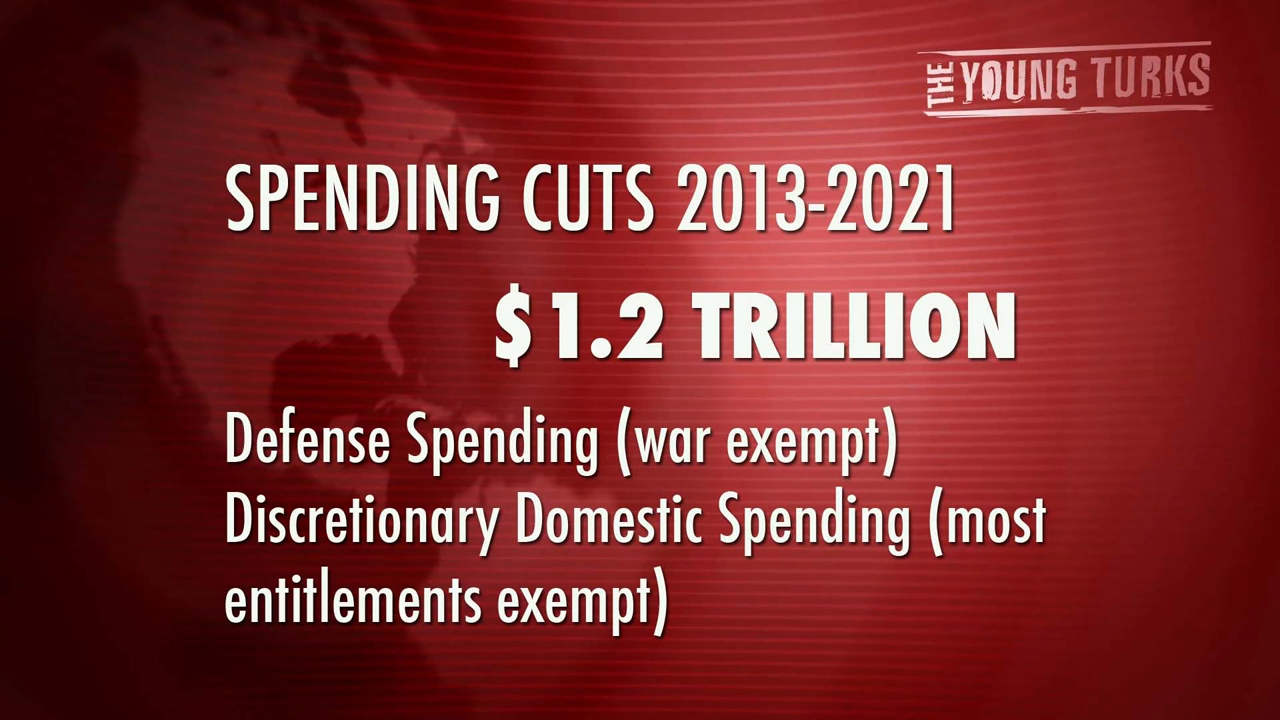 THE YOUNG TURKS
SPENDING CUTS 2013-2021
$1.2 TRILLION
Defense Spending (war exempt)
Discretionary Domestic Spending (most
entitlements exempt)